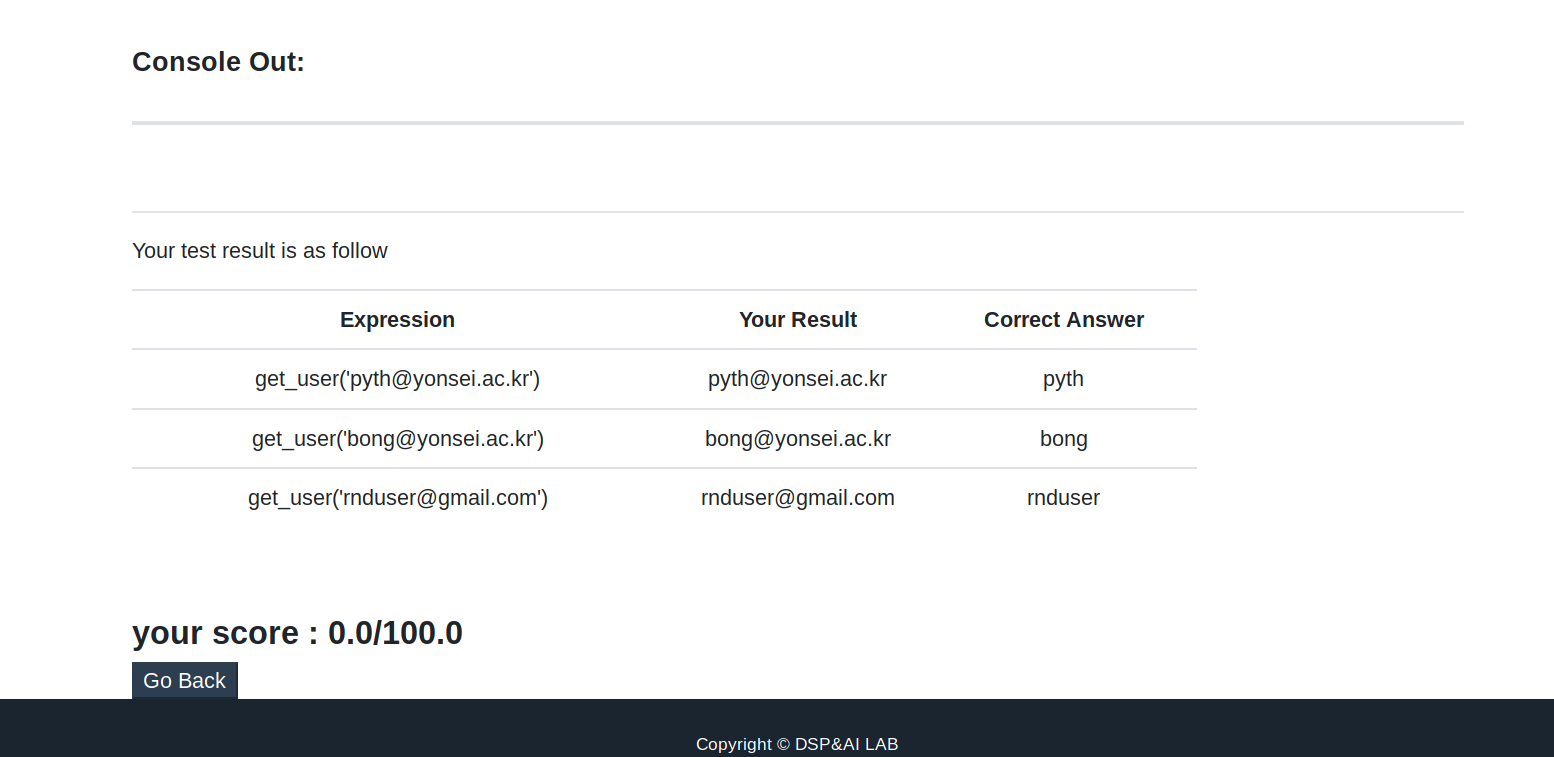 Console Out:
Your test result is as follow
Expression Your Result Correct Answer
get_user('pyth@yonsei.ac.kr') pyth@yonsei.ac.kr pyth
get_user('bong@yonsei.ac.kr') bong@yonsei.ac.kr bong
get_user('rnduser@gmail.com') rnduser@gmail.com rnduser
your score : 0.0/100.0
Go Back
Copyright © DSP&AI LAB